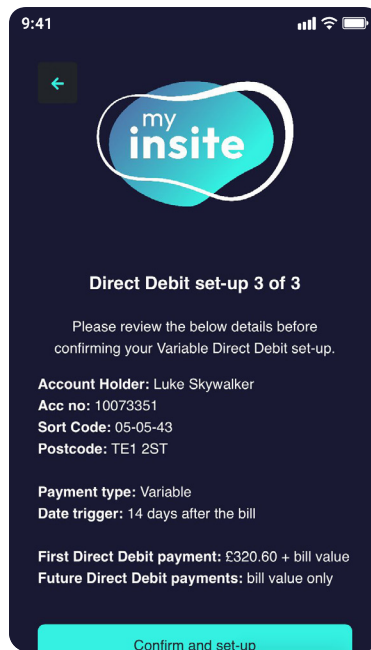 9:41
my
insite
Direct Debit set-up 3 of 3
Please review the below details before
confirming your Variable Direct Debit set-up.
Account Holder: Luke Skywalker
Acc no: 10073351
Sort Code: 05-05-43
Postcode: TE1 2ST
Payment type: Variable
Date trigger: 14 days after the bill
First Direct Debit payment: £320.60 + bill value
Future Direct Debit payments: bill value only
Confirm and set-up